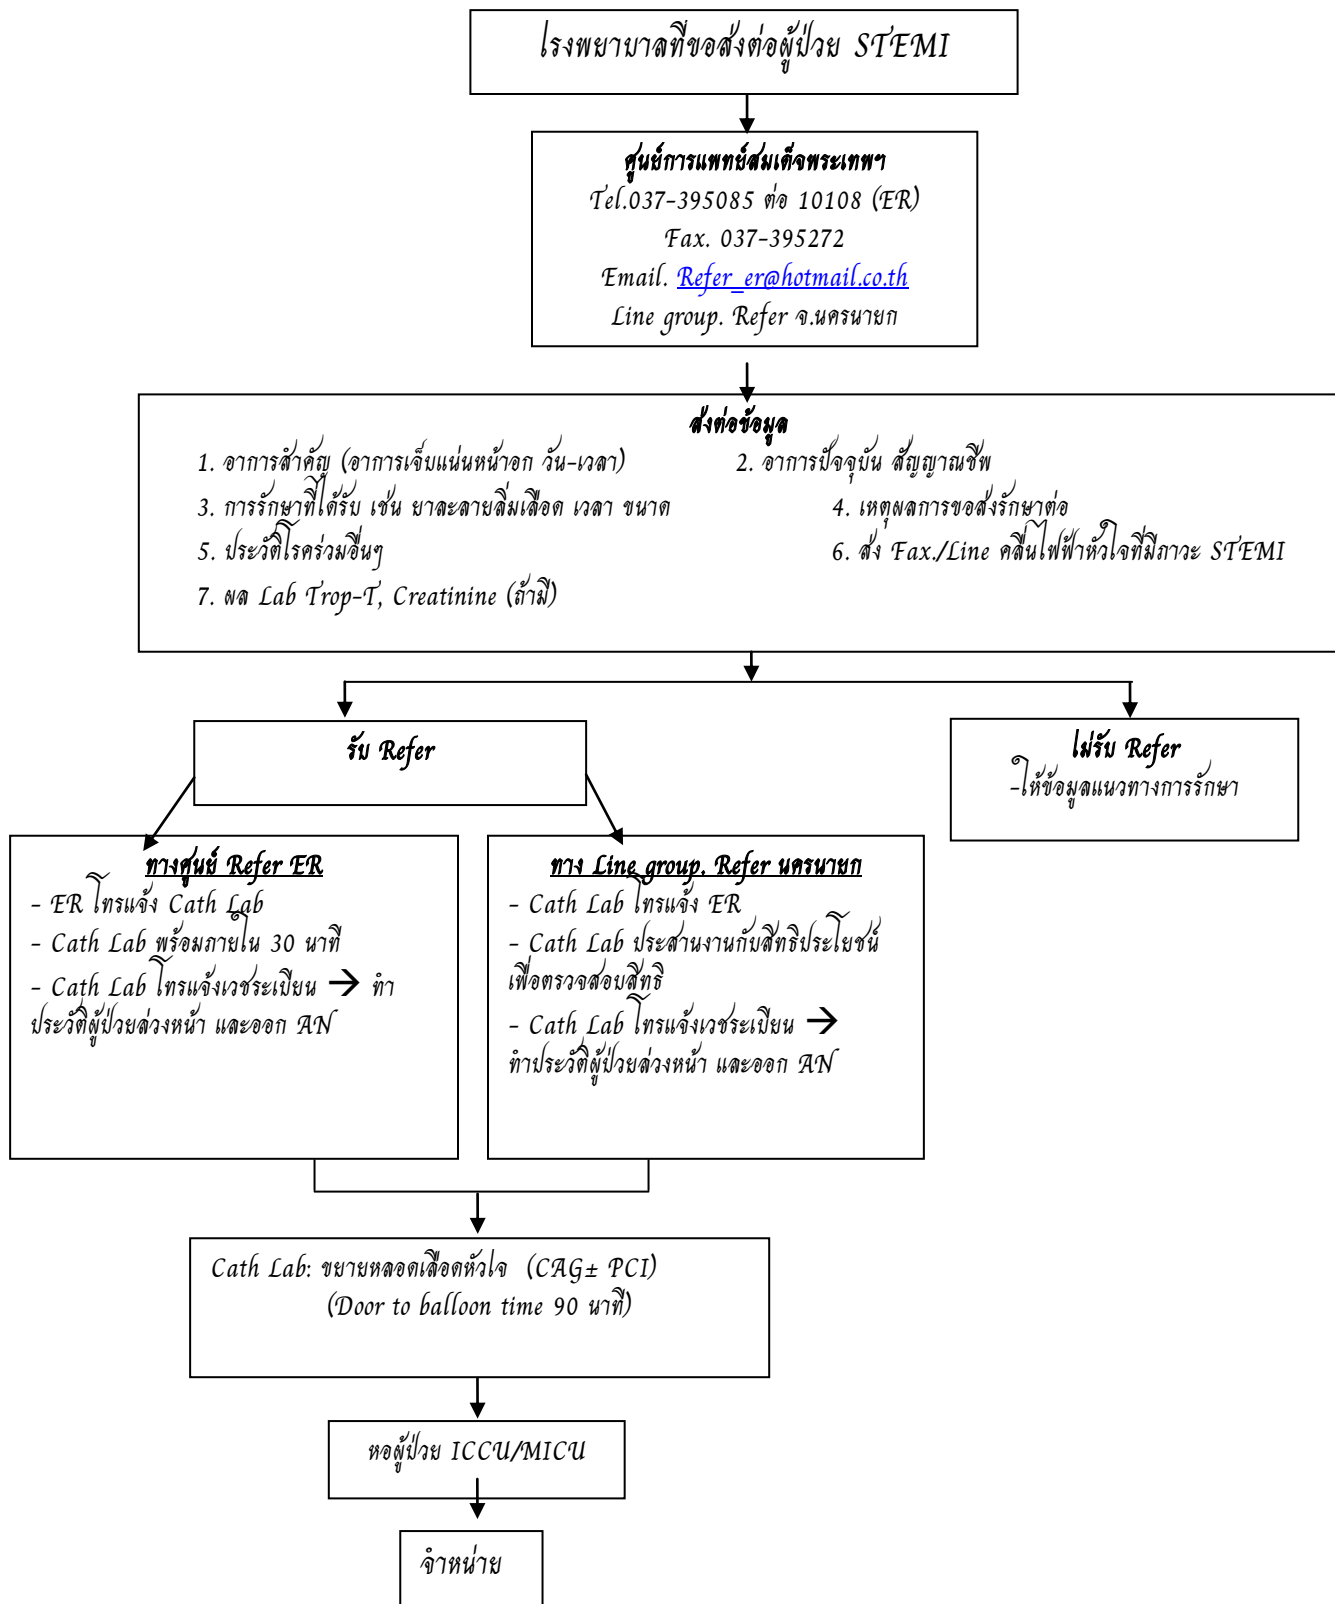 โรงพยาบาลที่ขอส่งต่อผู้ป่วย STEMI
ศูนย์การแพทย์สมเด็จพระเทพฯ
Tel.037-395085 ต่อ 10108 (ER)
Fax. 037-395272
Email. Refer_er@hotmail.co.th
Line group. Refer จ.นครนายก
ส่งต่อข้อมูล
1. อาการสำคัญ (อาการเจ็บแน่นหน้าอก วัน-เวลา) 2. อาการปัจจุบัน สัญญาณชีพ
3. การรักษาที่ได้รับ เช่น ยาละลายลิ่มเลือด เวลา ขนาด 4. เหตุผลการขอส่งรักษาต่อ
5. ประวัติโรคร่วมอื่นๆ 6. ส่ง Fax./Line คลื่นไฟฟ้าหัวใจที่มีภาวะ STEMI
7. ผล Lab Trop-T, Creatinine (ถ้ามี)
รับ Refer
ไม่รับ Refer
-ให้ข้อมูลแนวทางการรักษา
ทางศูนย์ Refer ER
- ER โทรแจ้ง Cath Lab
- Cath Lab พร้อมภายใน 30 นาที
- Cath Lab โทรแจ้งเวชระเบียน → ทำ
ประวัติผู้ป่วยล่วงหน้า และออก AN
ทาง Line group. Refer นครนายก
- Cath Lab โทรแจ้ง ER
- Cath Lab ประสานงานกับสิทธิประโยชน์
เพื่อตรวจสอบสิทธิ
- Cath Lab โทรแจ้งเวชระเบียน →
ทำประวัติผู้ป่วยล่วงหน้า และออก AN
Cath Lab: ขยายหลอดเลือดหัวใจ (CAG± PCI)
(Door to balloon time 90 นาที)
หอผู้ป่วย ICCU/MICU
จำหน่าย